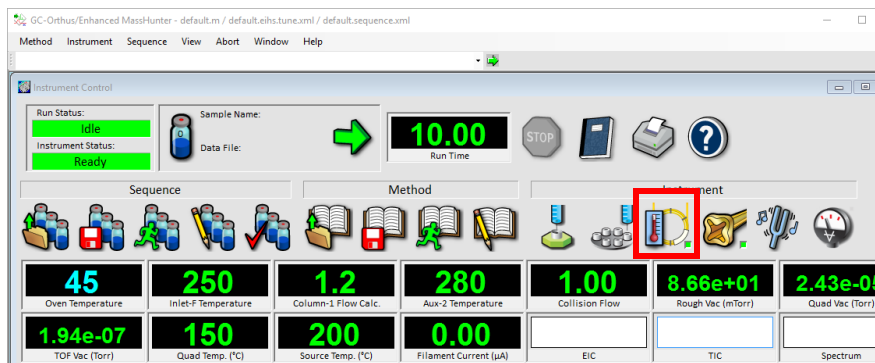 GC-Orthus/Enhanced MassHunter - default.m / default.eihs.tune.xml / default.sequence.xml
Method Instrument Sequence View Abort Window Help
Instrument Control
Run Status:
Idle
Instrument Status:
Ready
Sample Name:
Data File:
10.00
Run Time
STOP
?
Sequence Method Instrument
45 250 1.2 280 1.00 8.66e+01 2.43e-05
Oven Temperature Inlet-F Temperature Column-1 Flow Calc. Aux-2 Temperature Collision Flow Rough Vac (mTorr) Quad Vac (Torr)
1.94e-07 150 200 0.00
TOF Vac (Torr) Quad Temp. (°C) Source Temp. (°C) Filament Current (µA) EIC TIC Spectrum